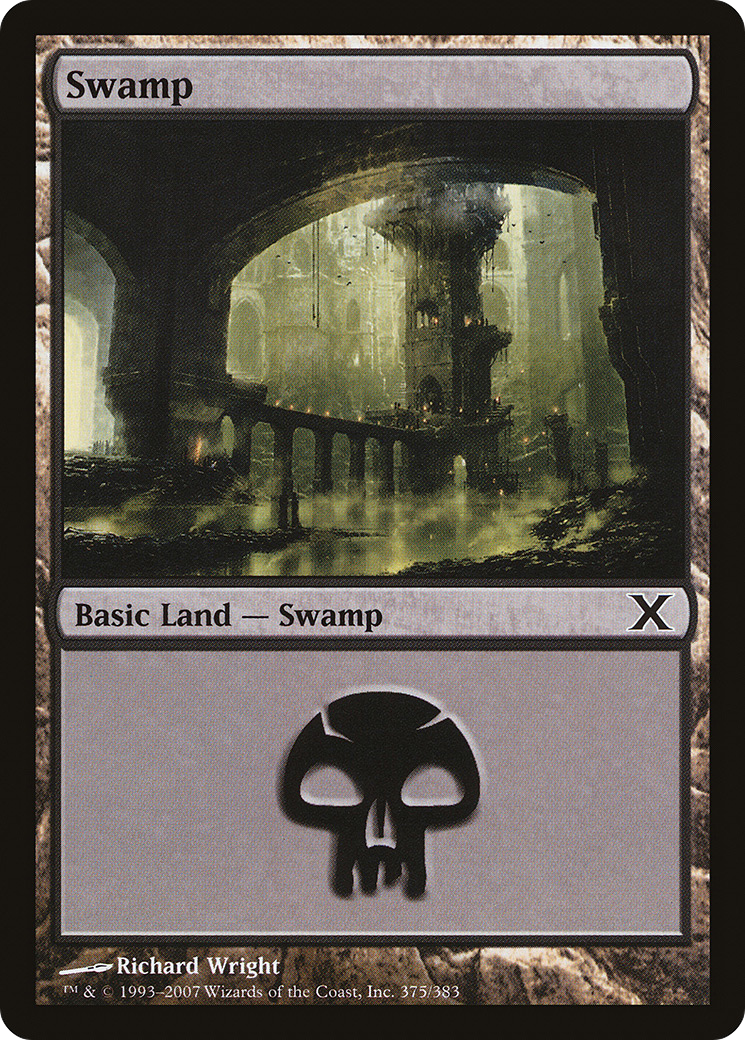 Swamp
Basic Land — Swamp
X
Richard Wright
™ & © 1993–2007 Wizards of the Coast, Inc. 375/383